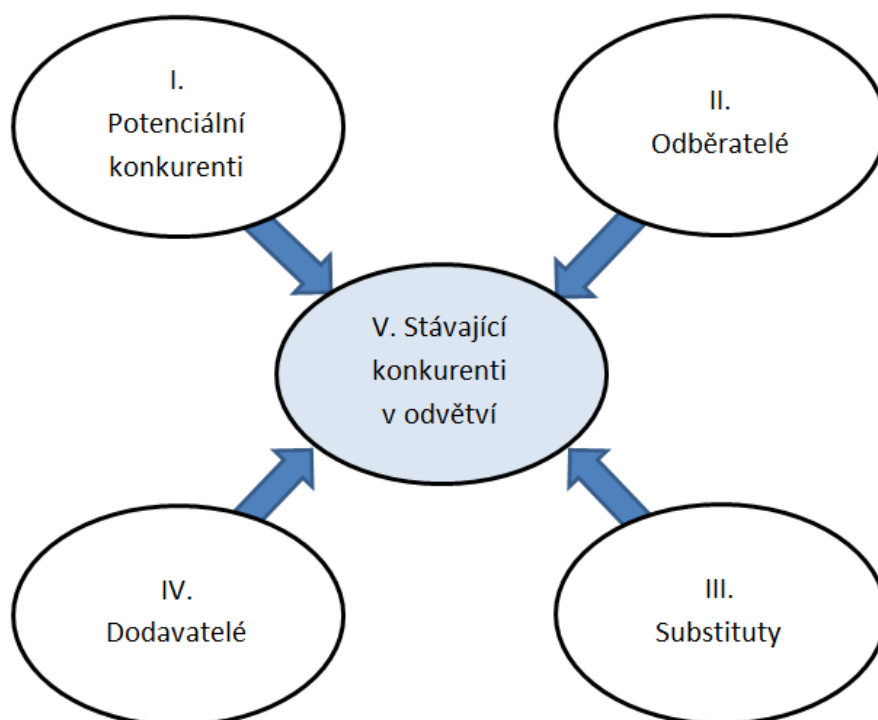 I.
Potenciální
konkurenti
II.
Odběratelé
V. Stávající
konkurenti
v odvětví
IV.
Dodavatelé
III.
Substituty